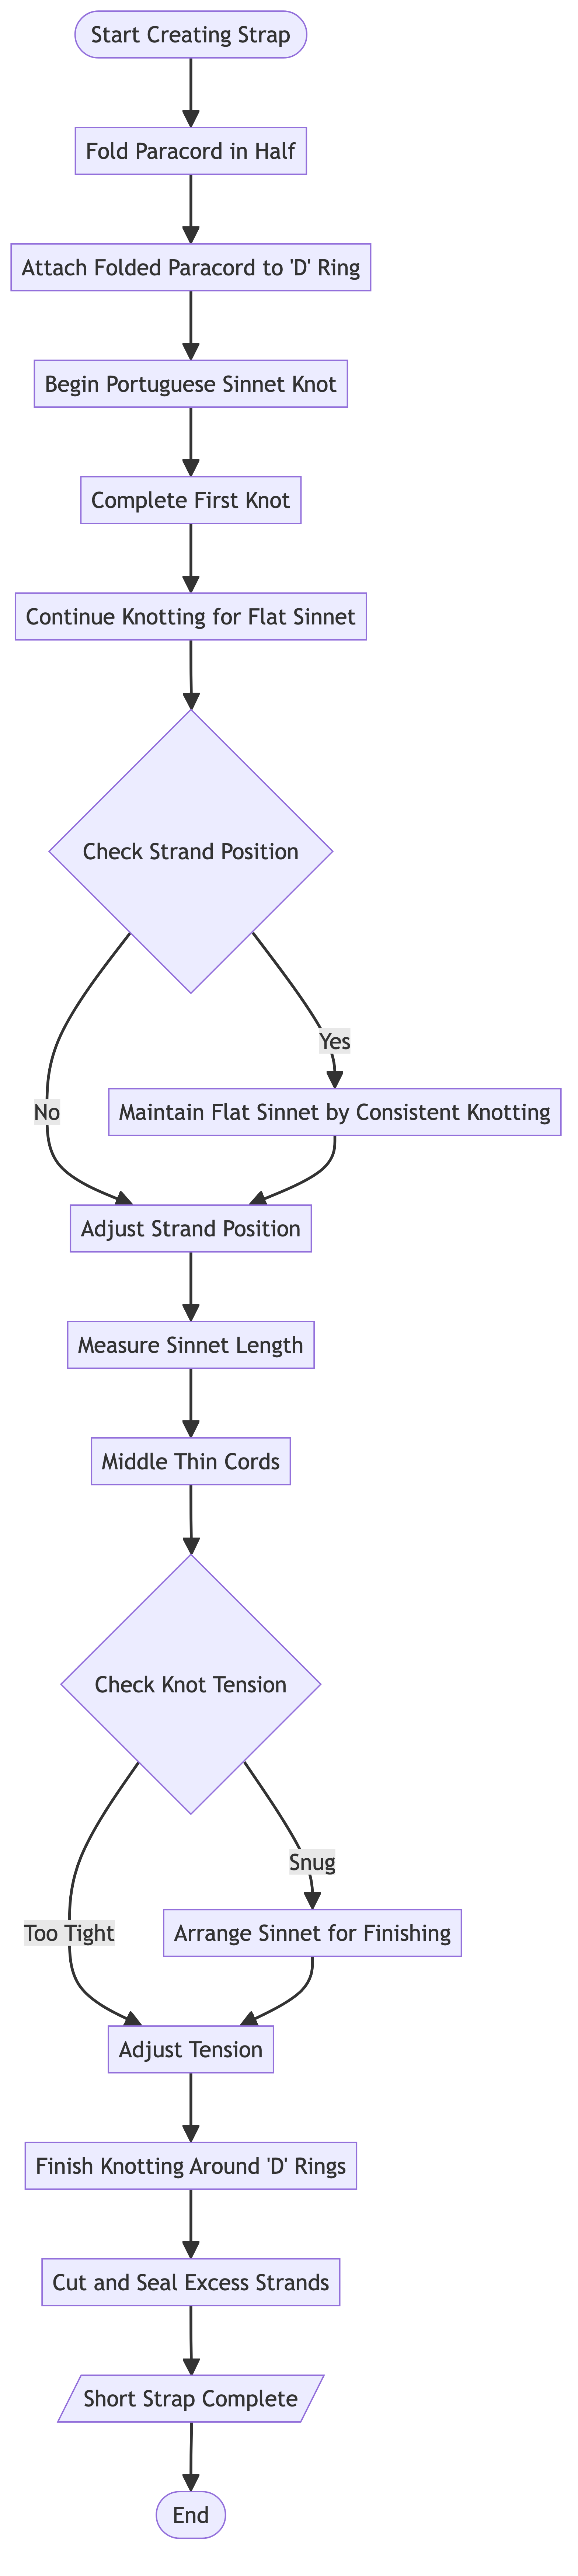 Start Creating Strap
Fold Paracord in Half
Attach Folded Paracord to 'D' Ring
Begin Portuguese Sinnet Knot
Complete First Knot
Continue Knotting for Flat Sinnet
Check Strand Position
Yes
No
Maintain Flat Sinnet by Consistent Knotting
Adjust Strand Position
Measure Sinnet Length
Middle Thin Cords
Check Knot Tension
Snug
Too Tight
Arrange Sinnet for Finishing
Adjust Tension
Finish Knotting Around 'D' Rings
Cut and Seal Excess Strands
Short Strap Complete
End